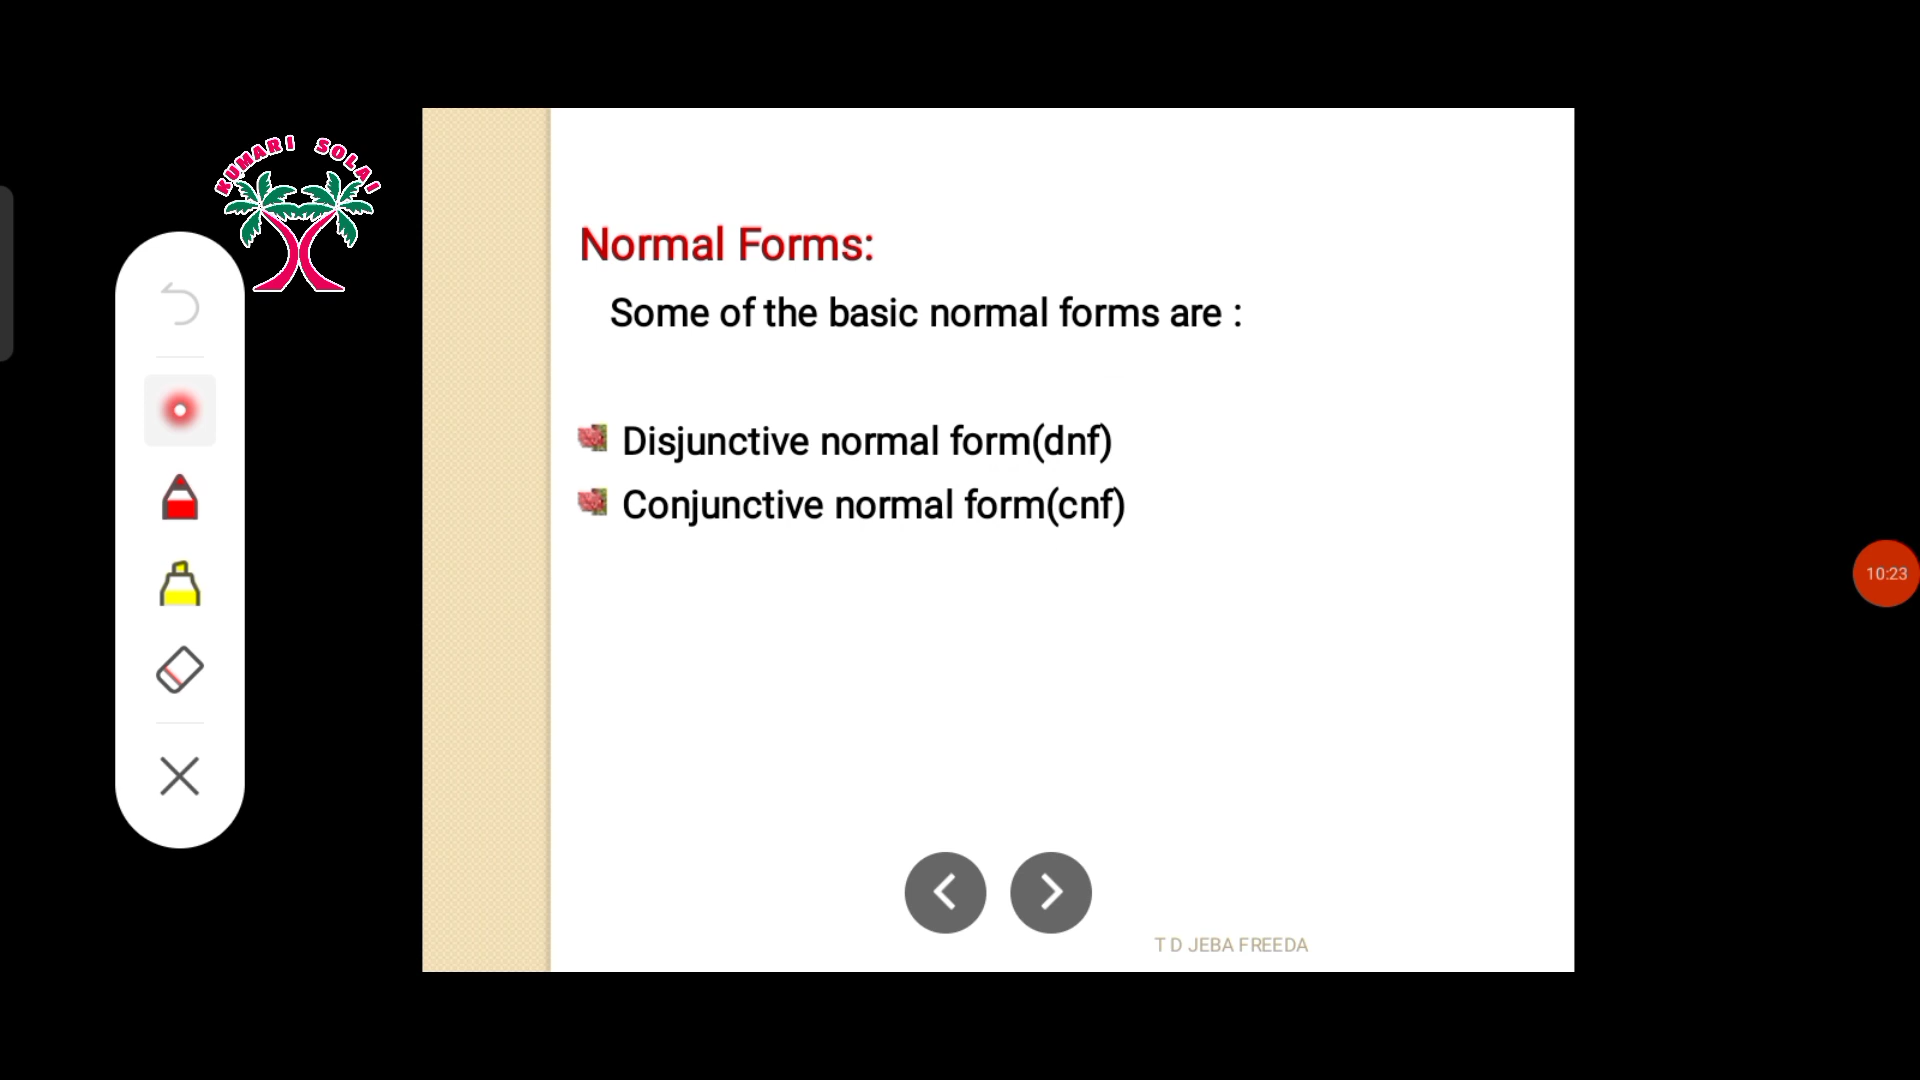 KUMARI SOLAI
Normal Forms:
Some of the basic normal forms are :
Disjunctive normal form(dnf)
Conjunctive normal form(cnf)
10:23
T D JEBA FREEDA